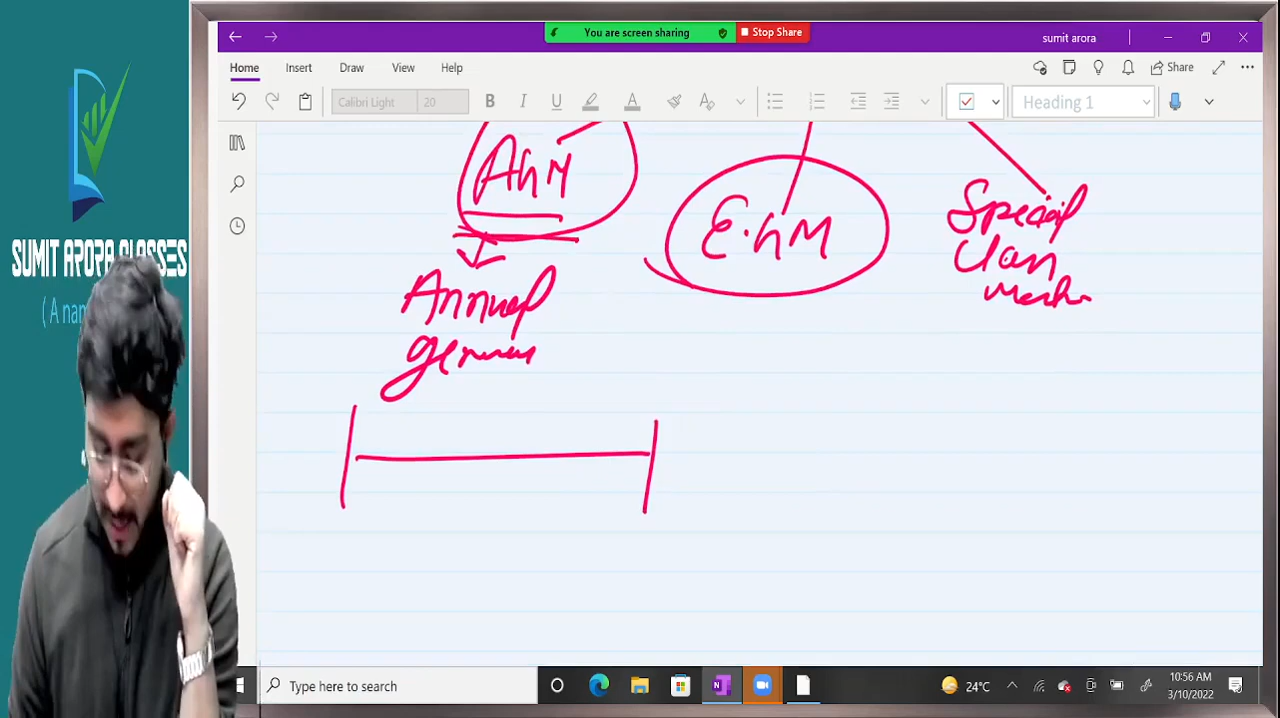 You are screen sharing
Stop Share
sumit arora
Home
Insert
Draw
View
Help
Share
Calibri Light
20
B
I
U
A
Heading 1
AGM
E.GM
Special
Class
Annual
General
SUMIT ARORA CLASSES
( A nam
Type here to search
24°C
10:56 AM
3/10/2022